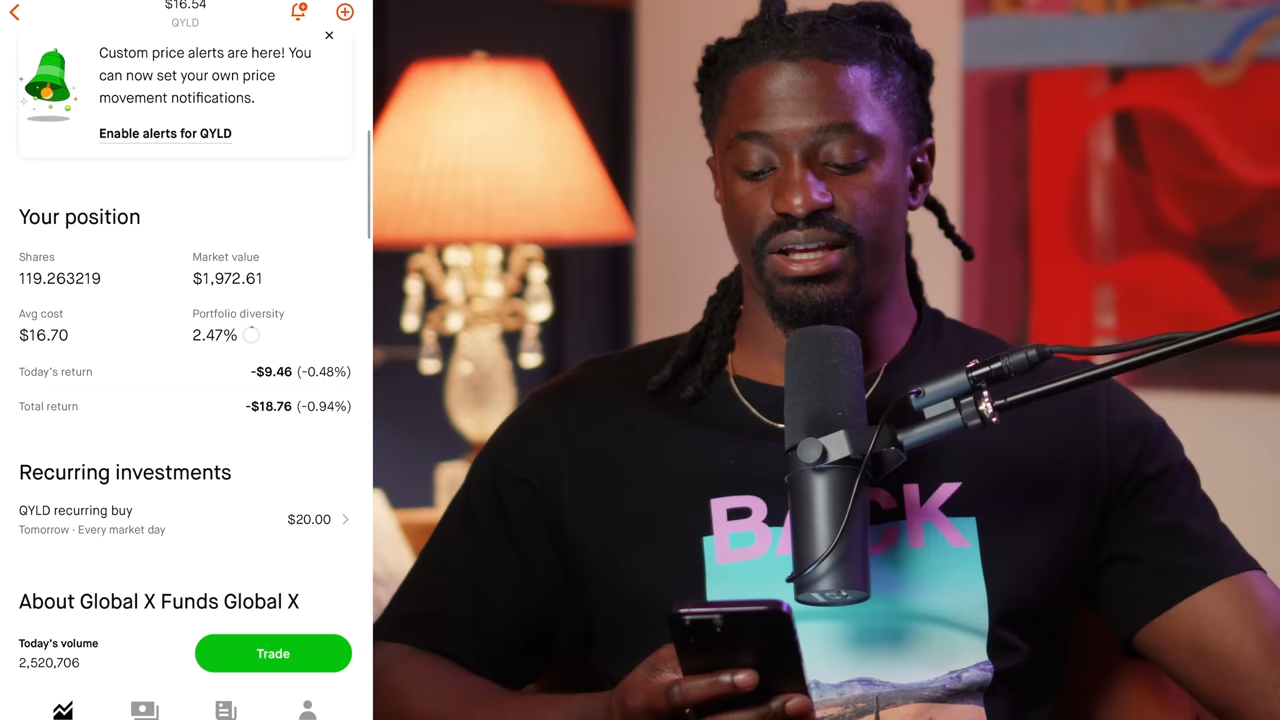 $16.54
QYLD
Custom price alerts are here! You
can now set your own price
movement notifications.
Enable alerts for QYLD
Your position
Shares
119.263219
Market value
$1,972.61
Avg cost
$16.70
Portfolio diversity
2.47%
Today's return
-$9.46 (-0.48%)
Total return
-$18.76 (-0.94%)
Recurring investments
QYLD recurring buy
Tomorrow · Every market day
$20.00
About Global X Funds Global X
Today's volume
2,520,706
Trade
BACK